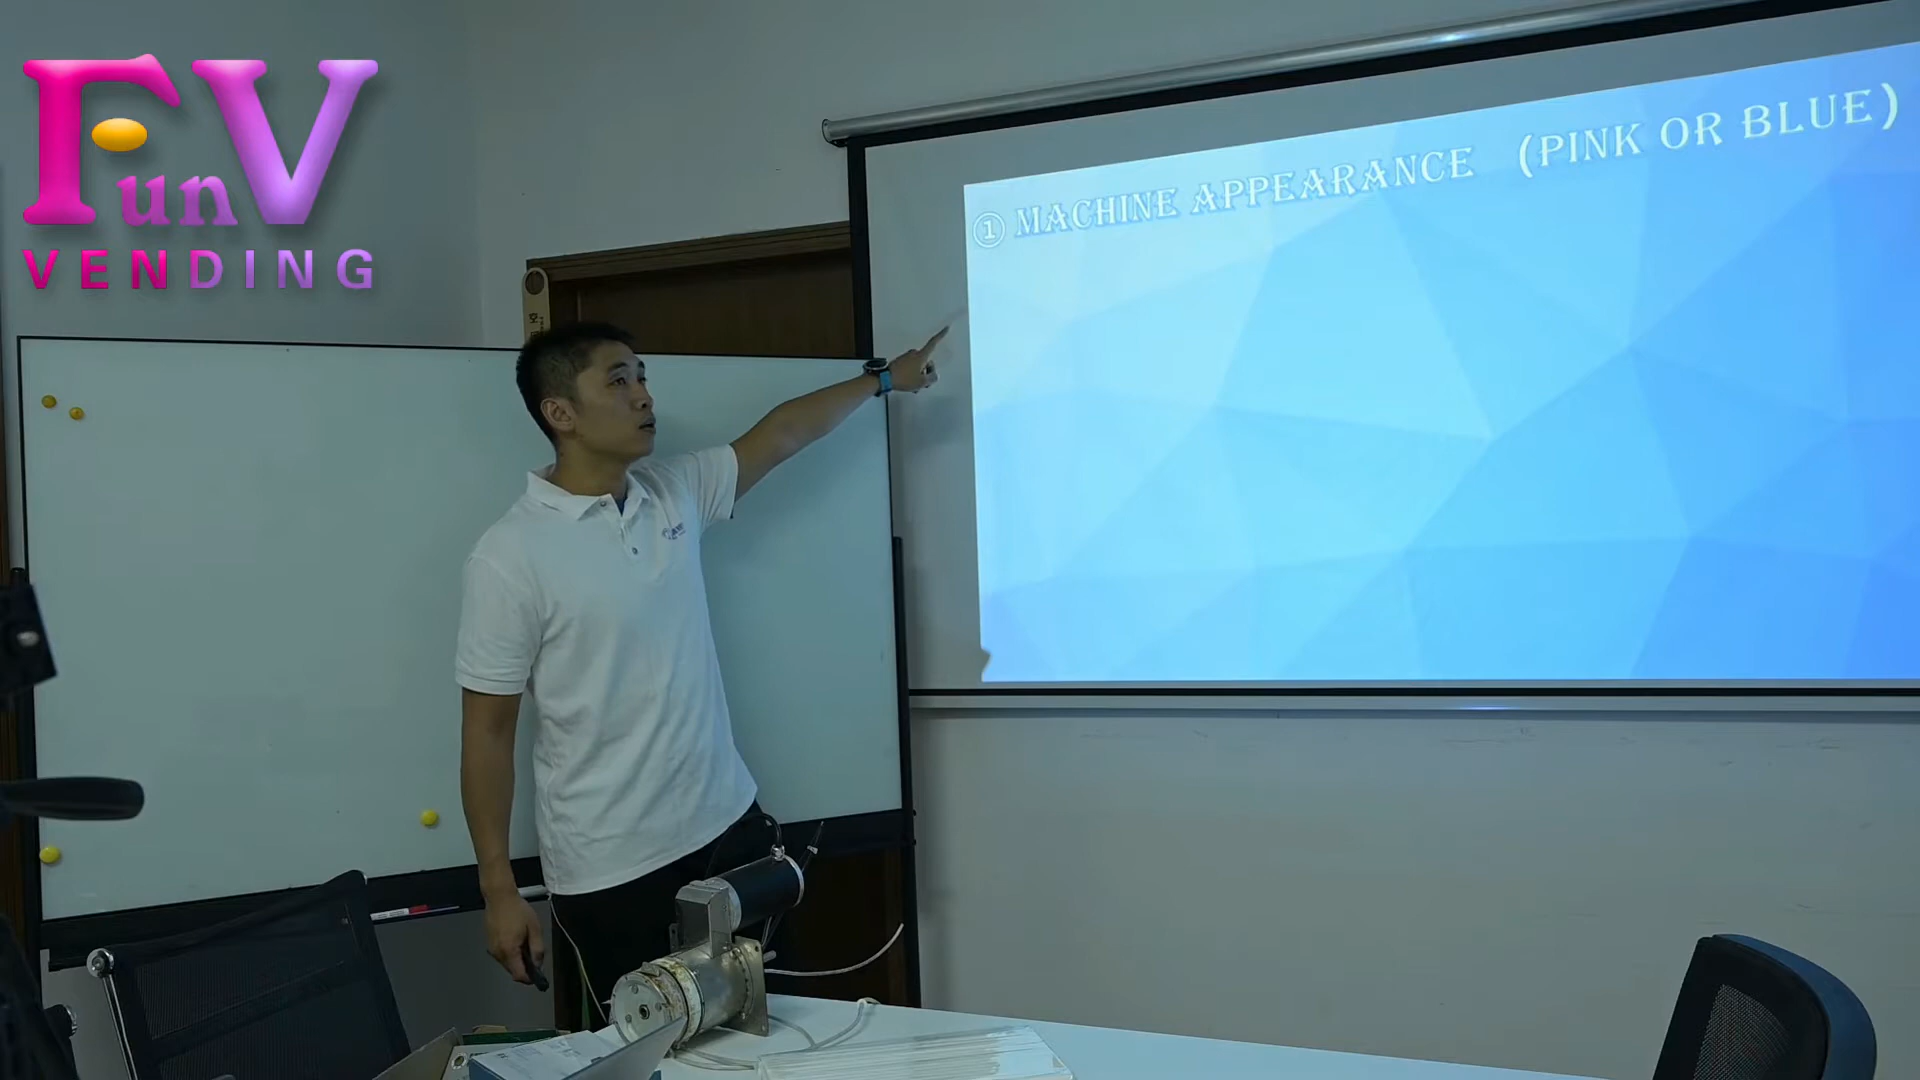 FunV
VENDING
① MACHINE APPEARANCE (PINK OR BLUE)